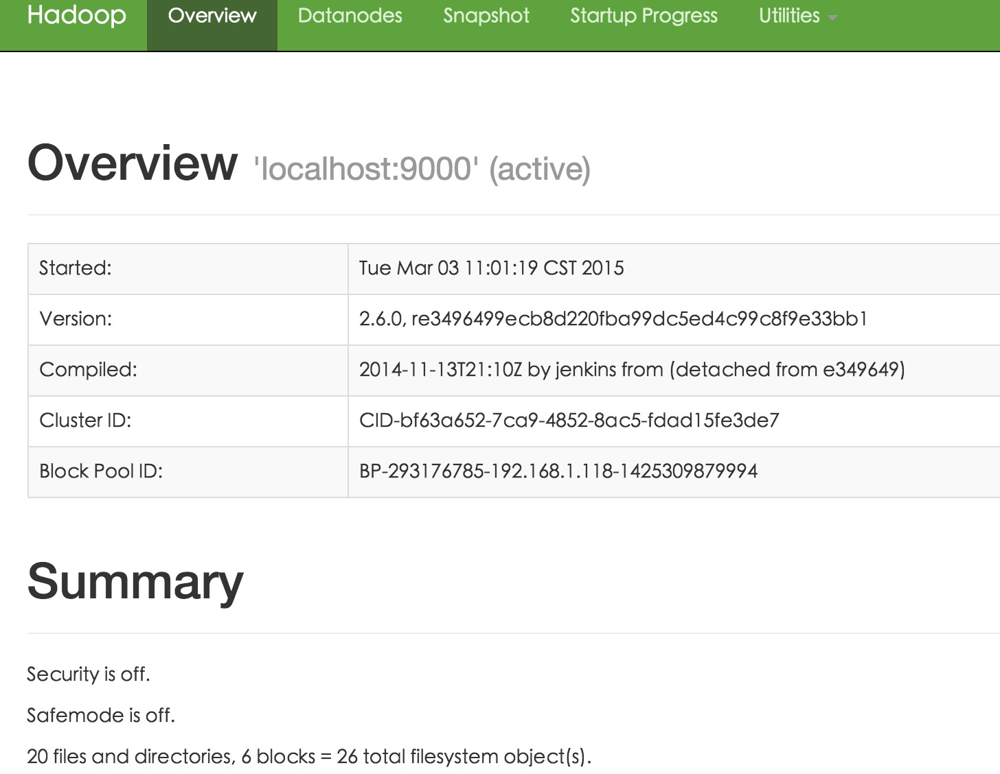 Hadoop Overview Datanodes Snapshot Startup Progress Utilities
Overview 'localhost:9000' (active)
Started: Tue Mar 03 11:01:19 CST 2015
Version: 2.6.0, re3496499ecb8d220fba99dc5ed4c99c8f9e33bb1
Compiled: 2014-11-13T21:10Z by jenkins from (detached from e349649)
Cluster ID: CID-bf63a652-7ca9-4852-8ac5-fdad15fe3de7
Block Pool ID: BP-293176785-192.168.1.118-1425309879994
Summary
Security is off.
Safemode is off.
20 files and directories, 6 blocks = 26 total filesystem object(s).